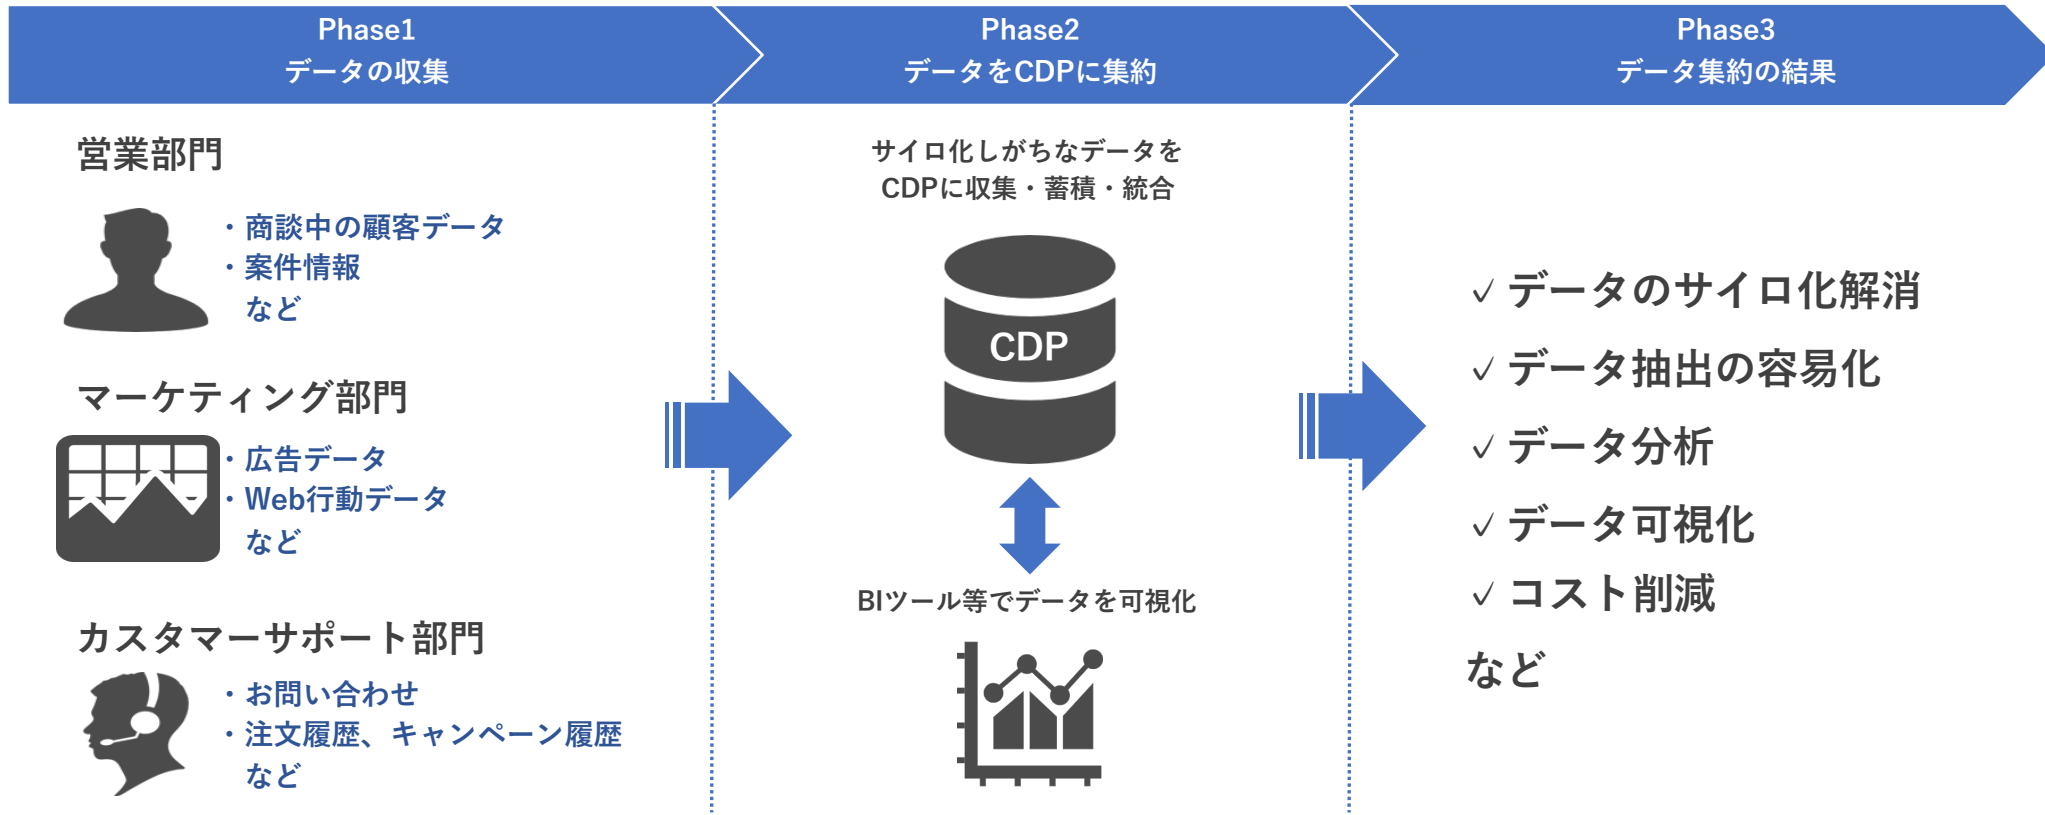 Phase1
データの収集
Phase2
データをCDPに集約
Phase3
データ集約の結果
営業部門
・商談中の顧客データ
・案件情報
など
マーケティング部門
・広告データ
・Web行動データ
など
カスタマーサポート部門
・お問い合わせ
・注文履歴、キャンペーン履歴
など
サイロ化しがちなデータを
CDPに収集・蓄積・統合
CDP
BIツール等でデータを可視化
✓ データのサイロ化解消
✓ データ抽出の容易化
✓ データ分析
✓ データ可視化
✓ コスト削減
など